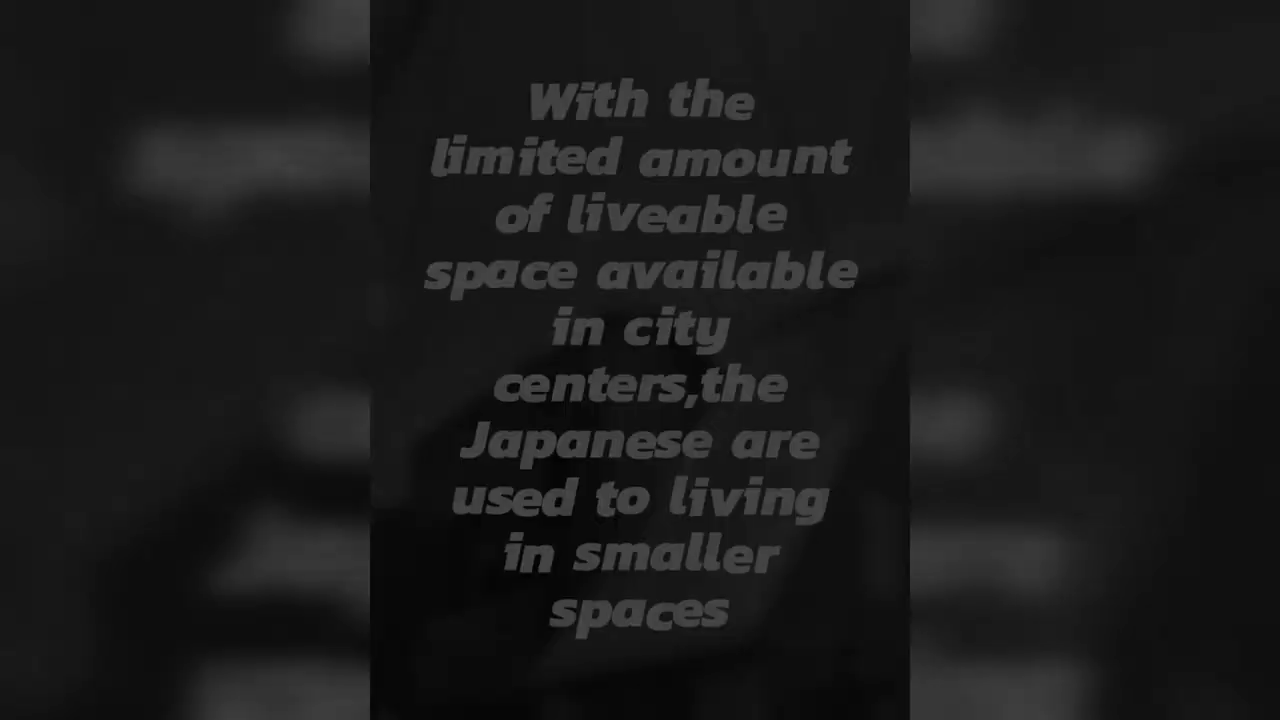 With the
limited amount
of liveable
space available
in city
centers,the
Japanese are
used to living
in smaller
spaces